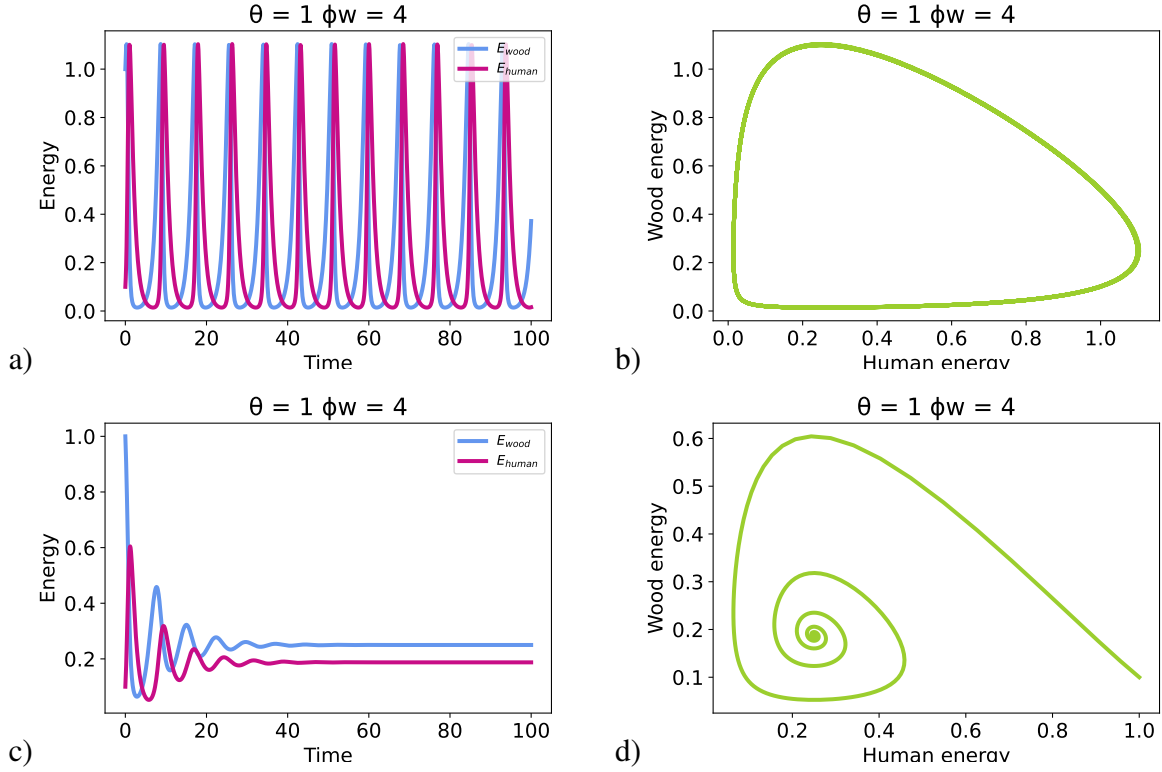 θ = 1 ϕw = 4
Energy
1.0
0.8
0.6
0.4
0.2
0.0
E_wood
E_human
0 20 40 60 80 100
Time
a)
θ = 1 ϕw = 4
Wood energy
1.0
0.8
0.6
0.4
0.2
0.0
0.0 0.2 0.4 0.6 0.8 1.0
Human energy
b)
θ = 1 ϕw = 4
Energy
1.0
0.8
0.6
0.4
0.2
E_wood
E_human
0 20 40 60 80 100
Time
c)
θ = 1 ϕw = 4
Wood energy
0.6
0.5
0.4
0.3
0.2
0.1
0.2 0.4 0.6 0.8 1.0
Human energy
d)